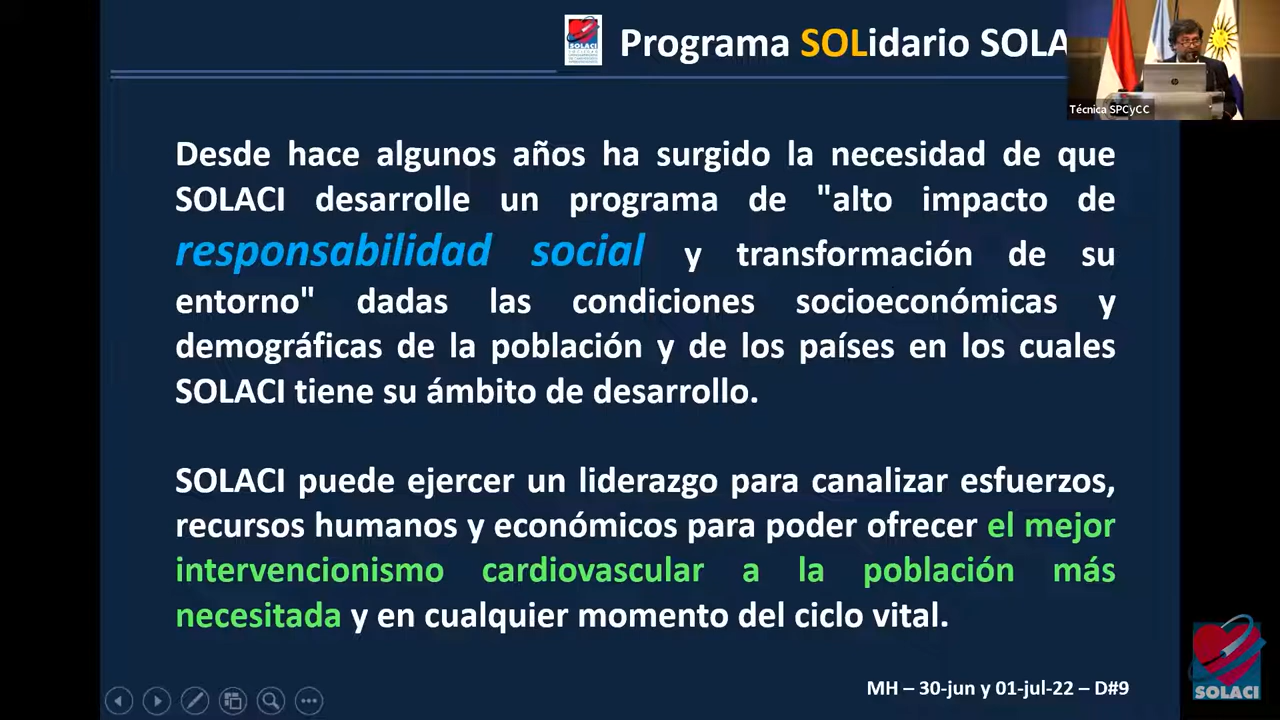 SOLACI
Programa SOLidario SOLA
Técnica SPCyCC
Desde hace algunos años ha surgido la necesidad de que
SOLACI desarrolle un programa de "alto impacto de
responsabilidad social y transformación de su
entorno" dadas las condiciones socioeconómicas y
demográficas de la población y de los países en los cuales
SOLACI tiene su ámbito de desarrollo.
SOLACI puede ejercer un liderazgo para canalizar esfuerzos,
recursos humanos y económicos para poder ofrecer el mejor
intervencionismo cardiovascular a la población más
necesitada y en cualquier momento del ciclo vital.
MH – 30-jun y 01-jul-22 – D#9
SOLACI